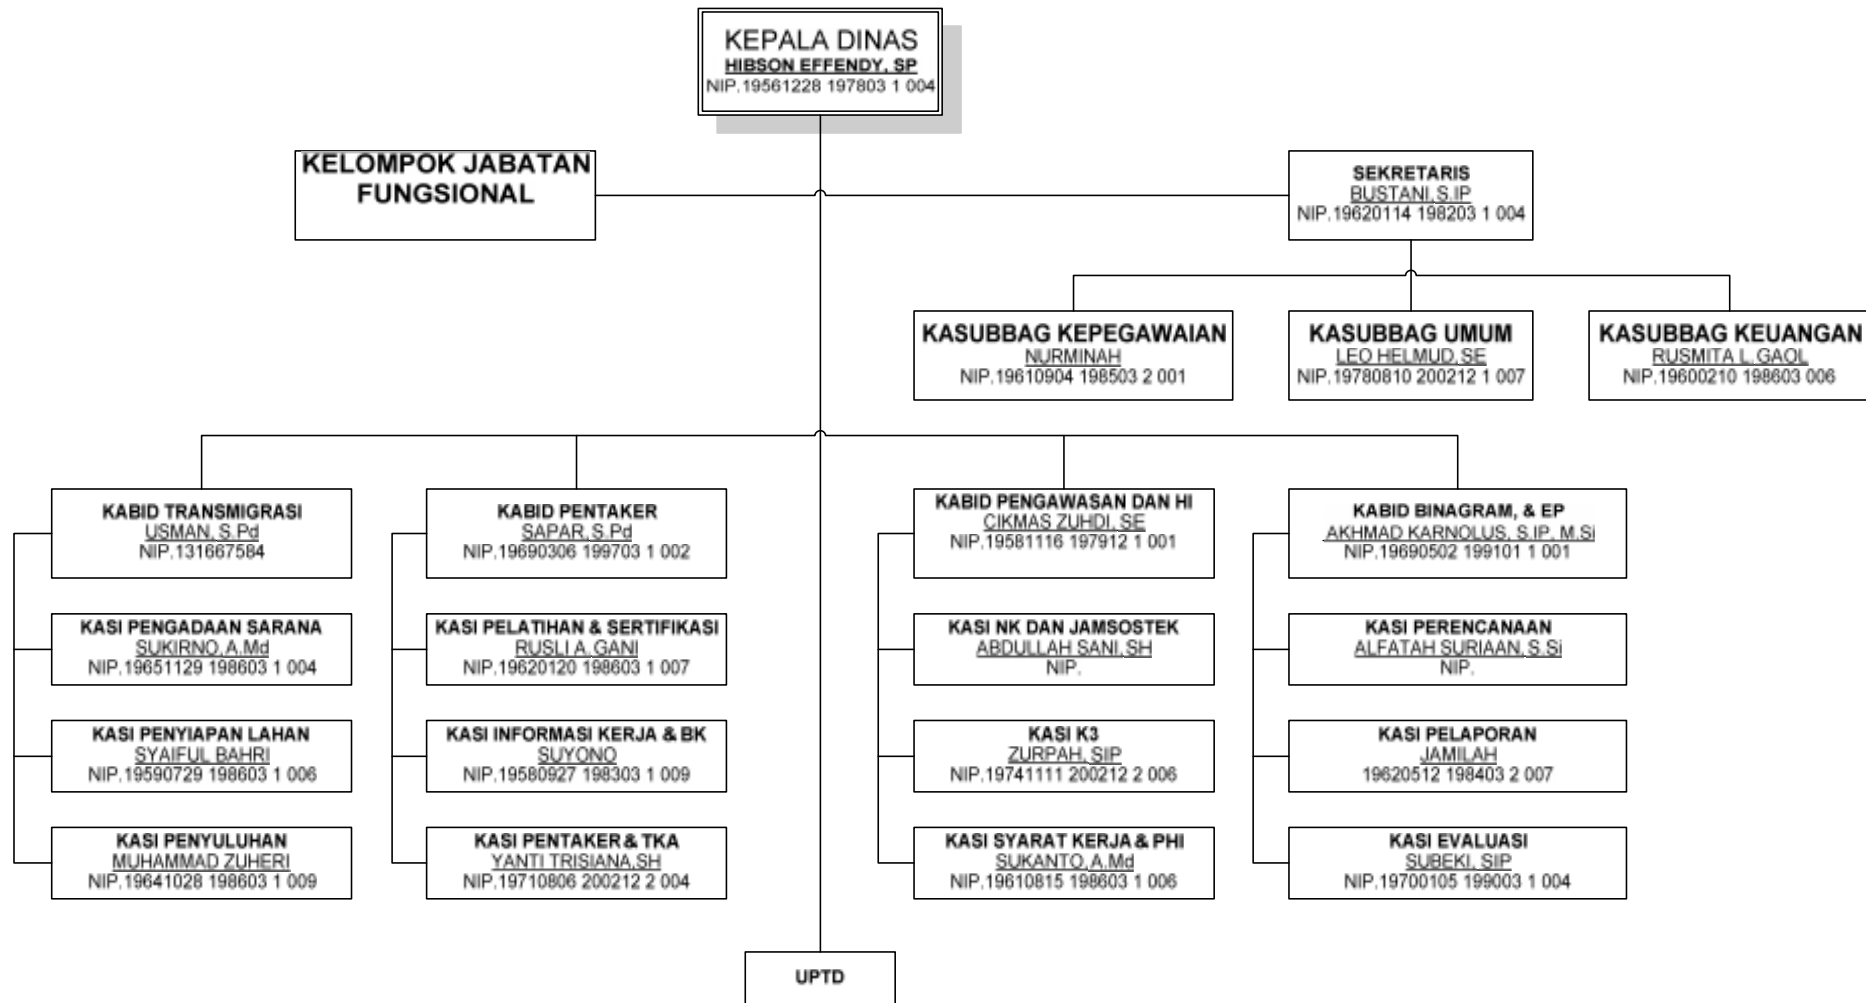 KEPALA DINAS
HIBSON EFFENDY, SP
NIP.19561228 197803 1 004
KELOMPOK JABATAN
FUNGSIONAL
SEKRETARIS
BUSTANI,S.IP
NIP.19620114 198203 1 004
KASUBBAG KEPEGAWAIAN
NURMINAH
NIP.19610904 198503 2 001
KASUBBAG UMUM
LEO HELMUD,SE
NIP.19780810 200212 1 007
KASUBBAG KEUANGAN
RUSMITA L. GAOL
NIP.19600210 198603 006
KABID TRANSMIGRASI
USMAN, S.Pd
NIP.131667584
KASI PENGADAAN SARANA
SUKIRNO,A.Md
NIP.19651129 198603 1 004
KASI PENYIAPAN LAHAN
SYAIFUL BAHRI
NIP.19590729 198603 1 006
KASI PENYULUHAN
MUHAMMAD ZUHERI
NIP.19641028 198603 1 009
KABID PENTAKER
SAPAR, S.Pd
NIP.19690306 199703 1 002
KASI PELATIHAN & SERTIFIKASI
RUSLI A. GANI
NIP.19620120 198603 1 007
KASI INFORMASI KERJA & BK
SUYONO
NIP.19580927 198303 1 009
KASI PENTAKER & TKA
YANTI TRISIANA,SH
NIP.19710806 200212 2 004
KABID PENGAWASAN DAN HI
CIKMAS ZUHDI, SE
NIP.19581116 197912 1 001
KASI NK DAN JAMSOSTEK
ABDULLAH SANI, SH
NIP.
KASI K3
ZURPAH, SIP
NIP.19741111 200212 2 006
KASI SYARAT KERJA & PHI
SUKANTO, A.Md
NIP.19610815 198603 1 006
KABID BINAGRAM, & EP
AKHMAD KARNOLUS, S.IP, M.Si
NIP.19690502 199101 1 001
KASI PERENCANAAN
ALFATAH SURIAAN, S.Si
NIP.
KASI PELAPORAN
JAMILAH
19620512 198403 2 007
KASI EVALUASI
SUBEKI, SIP
NIP.19700105 199003 1 004
UPTD